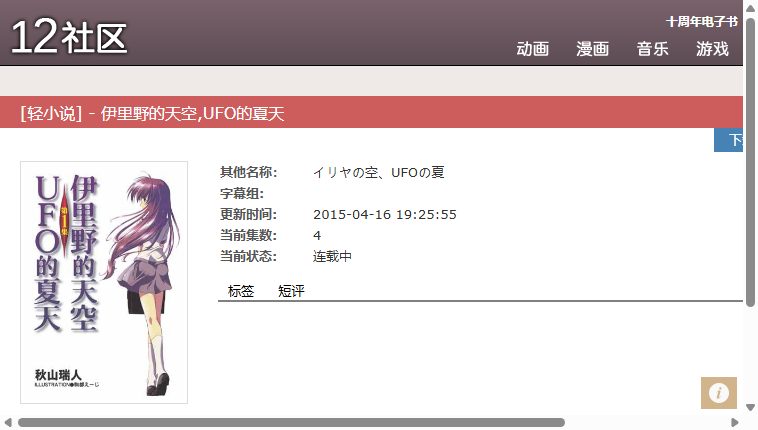 12社区
十周年电子书
动画 漫画 音乐 游戏
[轻小说] - 伊里野的天空,UFO的夏天
下
其他名称: イリヤの空、UFOの夏
字幕组:
更新时间: 2015-04-16 19:25:55
当前集数: 4
当前状态: 连载中
标签 短评
伊里野的天空
UFO的夏天
第1集
秋山瑞人
ILLUSTRATION●駒都えーじ